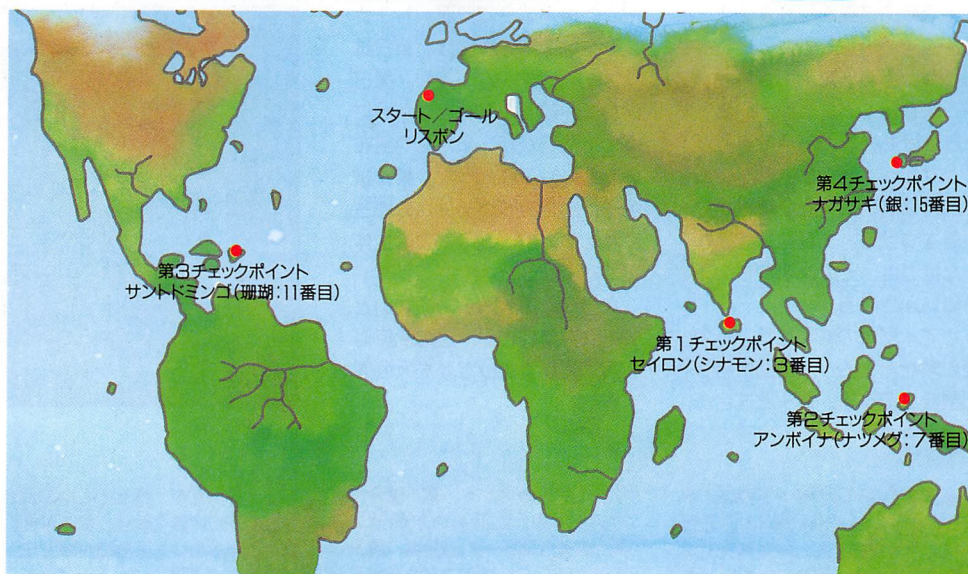 スタート／ゴール
リスボン
第4チェックポイント
ナガサキ(銀:15番目)
第3チェックポイント
サントドミンゴ(珊瑚:11番目)
第1チェックポイント
セイロン(シナモン:3番目)
第2チェックポイント
アンボイナ(ナツメグ:7番目)